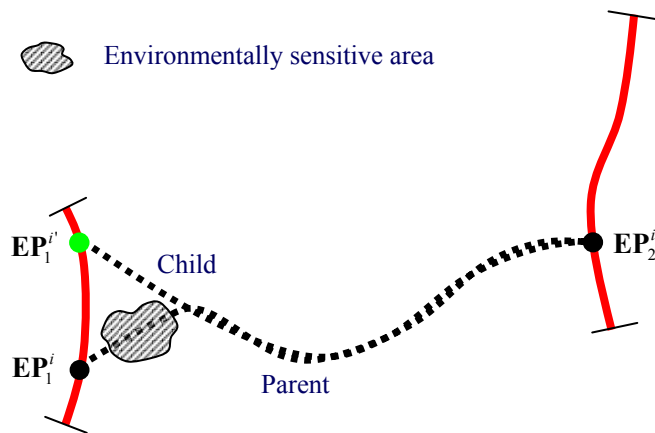 Environmentally sensitive area
EP₁ⁱ'
Child
EP₂ⁱ
EP₁ⁱ
Parent